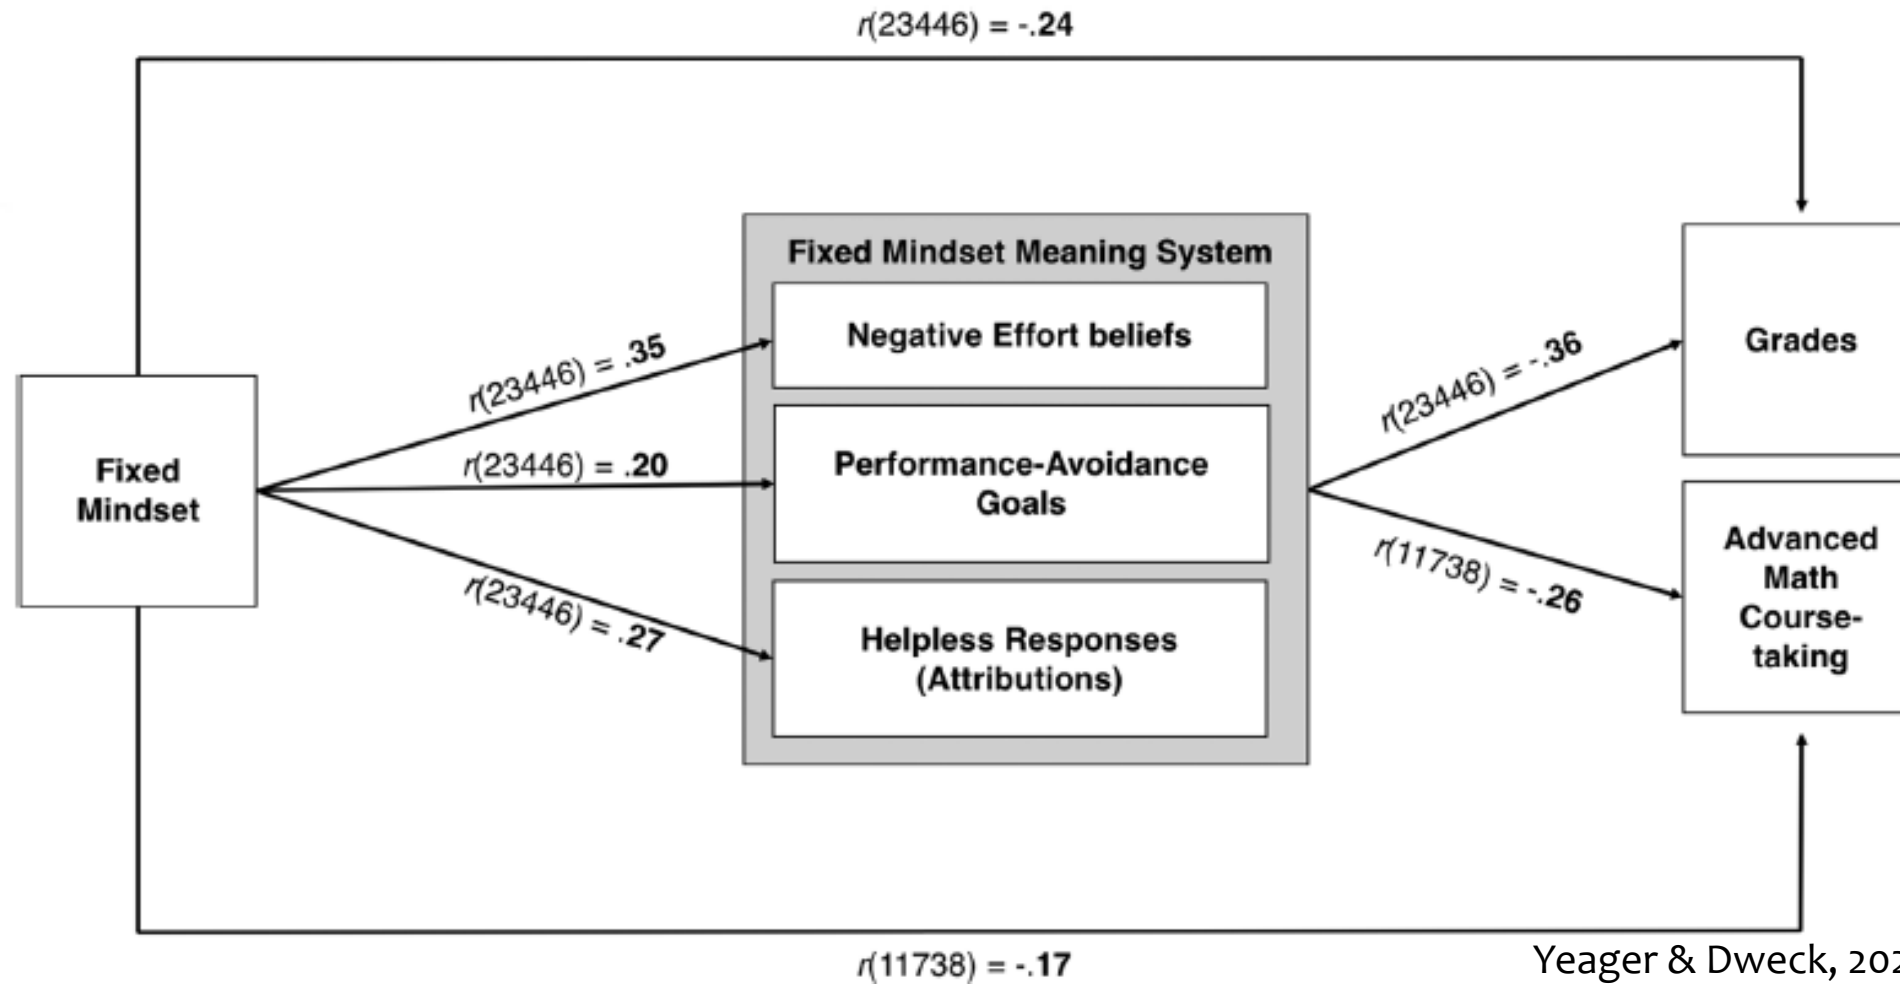 r(23446) = -.24
Fixed Mindset Meaning System
Negative Effort beliefs
r(23446) = .35
r(23446) = -.36
Grades
Fixed
Mindset
r(23446) = .20
Performance-Avoidance
Goals
r(23446) = .27
Helpless Responses
(Attributions)
r(11738) = -.26
Advanced
Math
Course-
taking
r(11738) = -.17
Yeager & Dweck,